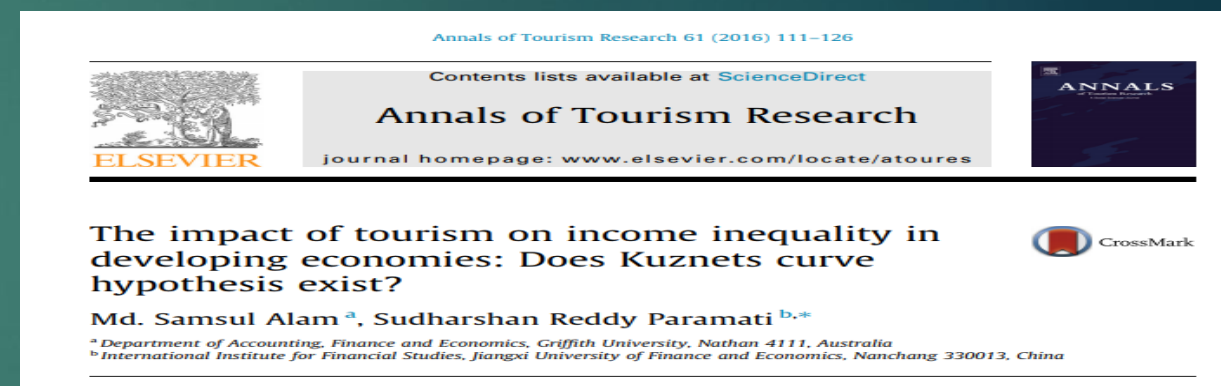 Annals of Tourism Research 61 (2016) 111–126
Contents lists available at ScienceDirect
Annals of Tourism Research
journal homepage: www.elsevier.com/locate/atoures
ELSEVIER
ANNALS
The impact of tourism on income inequality in
developing economies: Does Kuznets curve
hypothesis exist?
CrossMark
Md. Samsul Alam a, Sudharshan Reddy Paramati b,*
a Department of Accounting, Finance and Economics, Griffith University, Nathan 4111, Australia
b International Institute for Financial Studies, Jiangxi University of Finance and Economics, Nanchang 330013, China